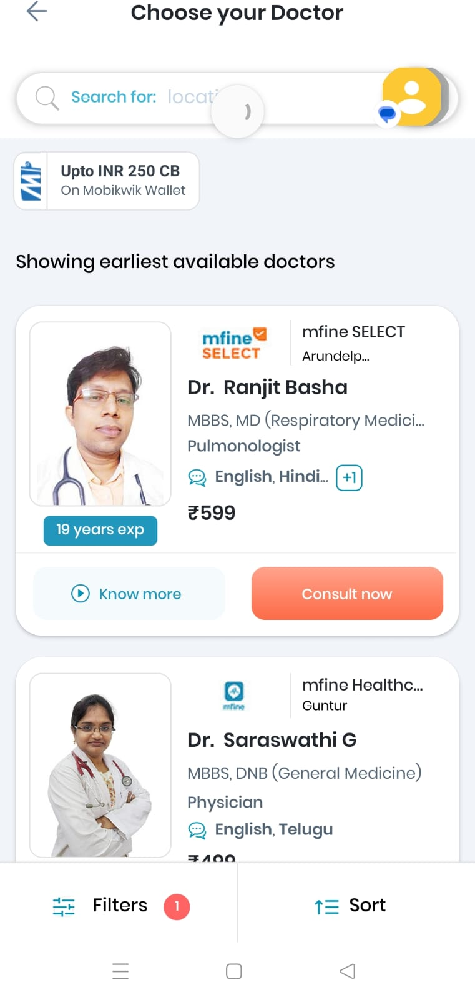 Choose your Doctor
Search for: locati
Upto INR 250 CB
On Mobikwik Wallet
Showing earliest available doctors
mfine SELECT
mfine SELECT
Arundelp...
Dr. Ranjit Basha
MBBS, MD (Respiratory Medici...
Pulmonologist
English, Hindi... +1
₹599
19 years exp
Know more
Consult now
mfine
mfine Healthc...
Guntur
Dr. Saraswathi G
MBBS, DNB (General Medicine)
Physician
English, Telugu
₹499
Filters 1
Sort